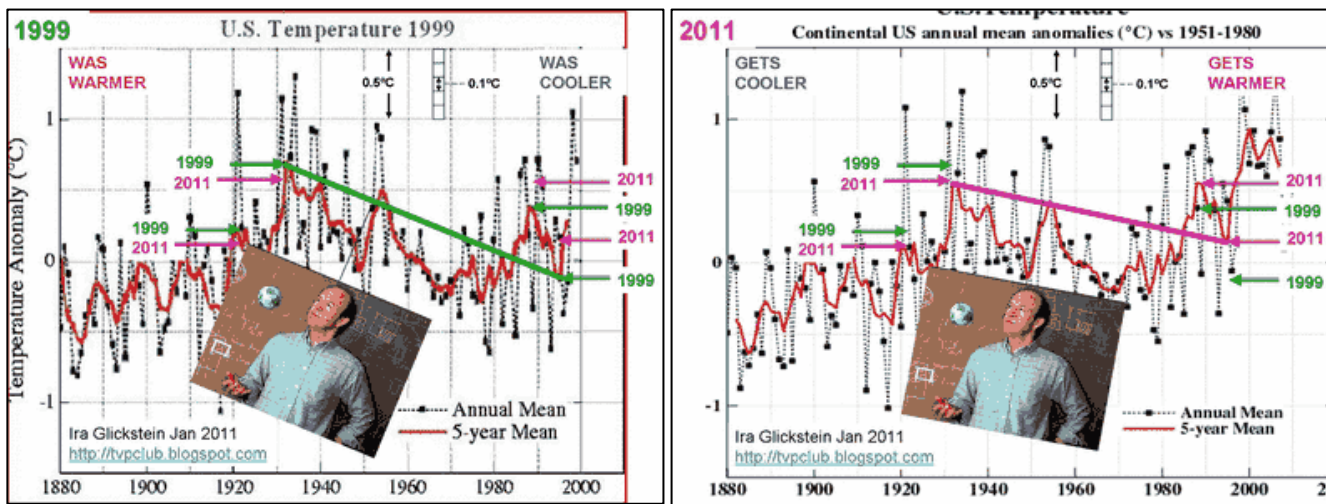 1999
U.S. Temperature 1999
WAS
WARMER
0.5°C
0.1°C
WAS
COOLER
Temperature Anomaly (°C)
1
0
-1
1999
2011
1999
2011
2011
1999
2011
1999
Annual Mean
5-year Mean
Ira Glickstein Jan 2011
http://tvpclub.blogspot.com
1880 1900 1920 1940 1960 1980 2000
2011
U.S. Temperature
Continental US annual mean anomalies (°C) vs 1951-1980
GETS
COOLER
0.5°C
0.1°C
GETS
WARMER
1
0
-1
1999
2011
1999
2011
2011
1999
2011
1999
Annual Mean
5-year Mean
Ira Glickstein Jan 2011
http://tvpclub.blogspot.com
1880 1900 1920 1940 1960 1980 2000